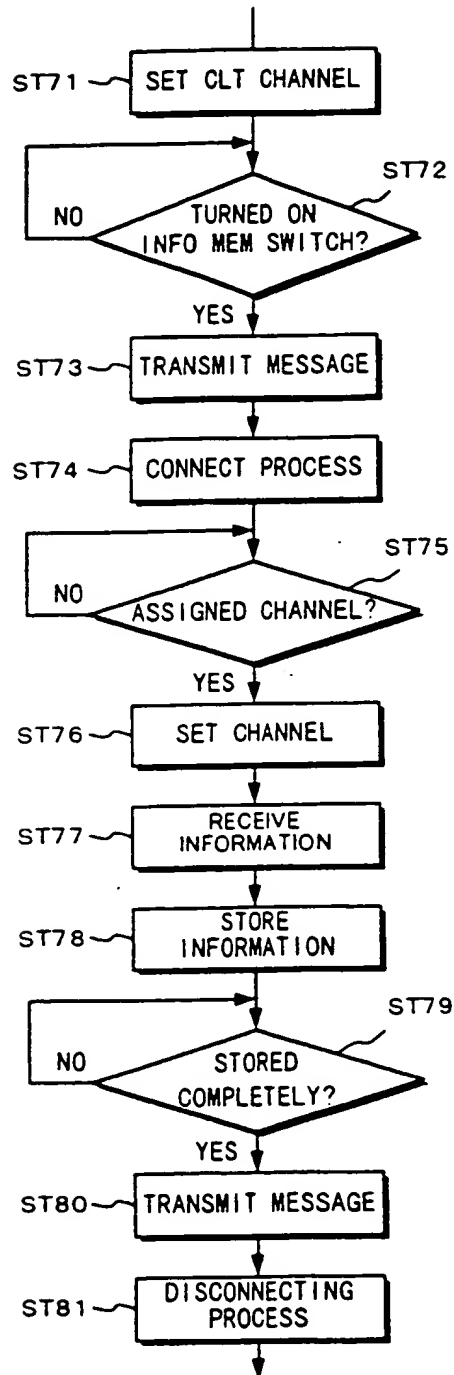 ST71
SET CLT CHANNEL
ST72
TURNED ON
INFO MEM SWITCH?
NO
YES
ST73
TRANSMIT MESSAGE
ST74
CONNECT PROCESS
ST75
ASSIGNED CHANNEL?
NO
YES
ST76
SET CHANNEL
ST77
RECEIVE
INFORMATION
ST78
STORE
INFORMATION
ST79
STORED
COMPLETELY?
NO
YES
ST80
TRANSMIT MESSAGE
ST81
DISCONNECTING
PROCESS